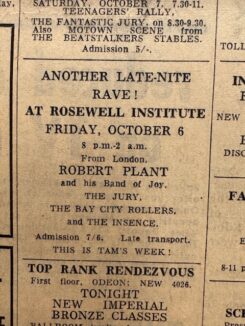 ay.
SATURDAY, OCTOBER 7. 7.30-11.
TEENAGERS' RALLY.
THE FANTASTIC JURY, on 8.30-9.30.
Also MOTOWN SCENE from
THE BEATSTALKERS STABLES.
Admission 5/-.
ANOTHER LATE-NITE
RAVE!
AT ROSEWELL INSTITUTE
FRIDAY, OCTOBER 6
8 p.m.-2 a.m.
From London.
ROBERT PLANT
and his Band of Joy.
THE JURY,
THE BAY CITY ROLLERS,
and THE INSENCE.
Admission 7/6. Late transport.
THIS IS TAM'S WEEK!
TOP RANK RENDEZVOUS
First floor, ODEON; NEW 4026.
TONIGHT
NEW IMPERIAL
BRONZE CLASSES
TOLL
IN
EV
NEW
FRI
8-11 p
SC